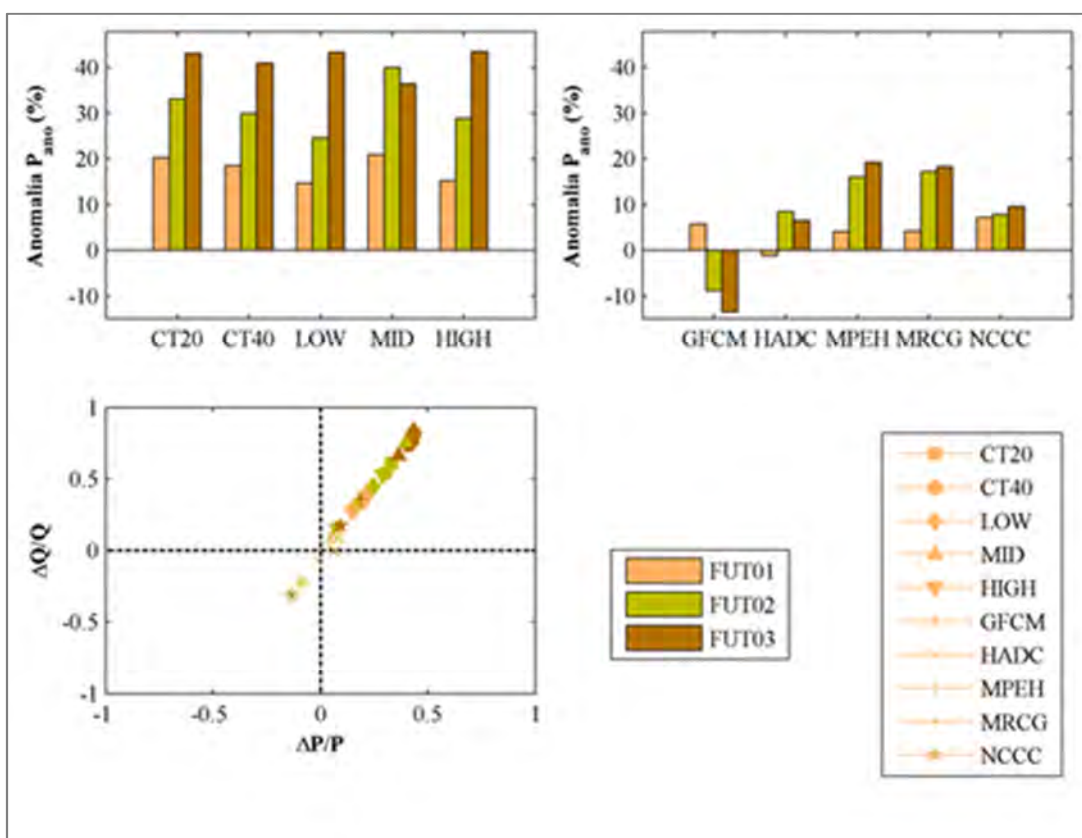 Anomalia P_ano (%)
40
30
20
10
0
-10
CT20 CT40 LOW MID HIGH
Anomalia P_ano (%)
40
30
20
10
0
-10
GFCM HADC MPEH MRCG NCCC
ΔQ/Q
1
0.5
0
-0.5
-1
-1 -0.5 0 0.5 1
ΔP/P
FUT01
FUT02
FUT03
CT20
CT40
LOW
MID
HIGH
GFCM
HADC
MPEH
MRCG
NCCC